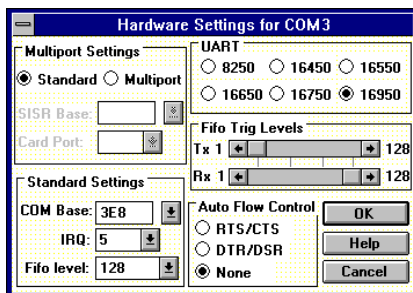 Hardware Settings for COM3
Multiport Settings
Standard Multiport
SISR Base:
Card Port:
UART
8250 16450 16550
16650 16750 16950
Fifo Trig Levels
Tx 1 128
Rx 1 128
Standard Settings
COM Base: 3E8
IRQ: 5
Fifo level: 128
Auto Flow Control
RTS/CTS
DTR/DSR
None
OK
Help
Cancel